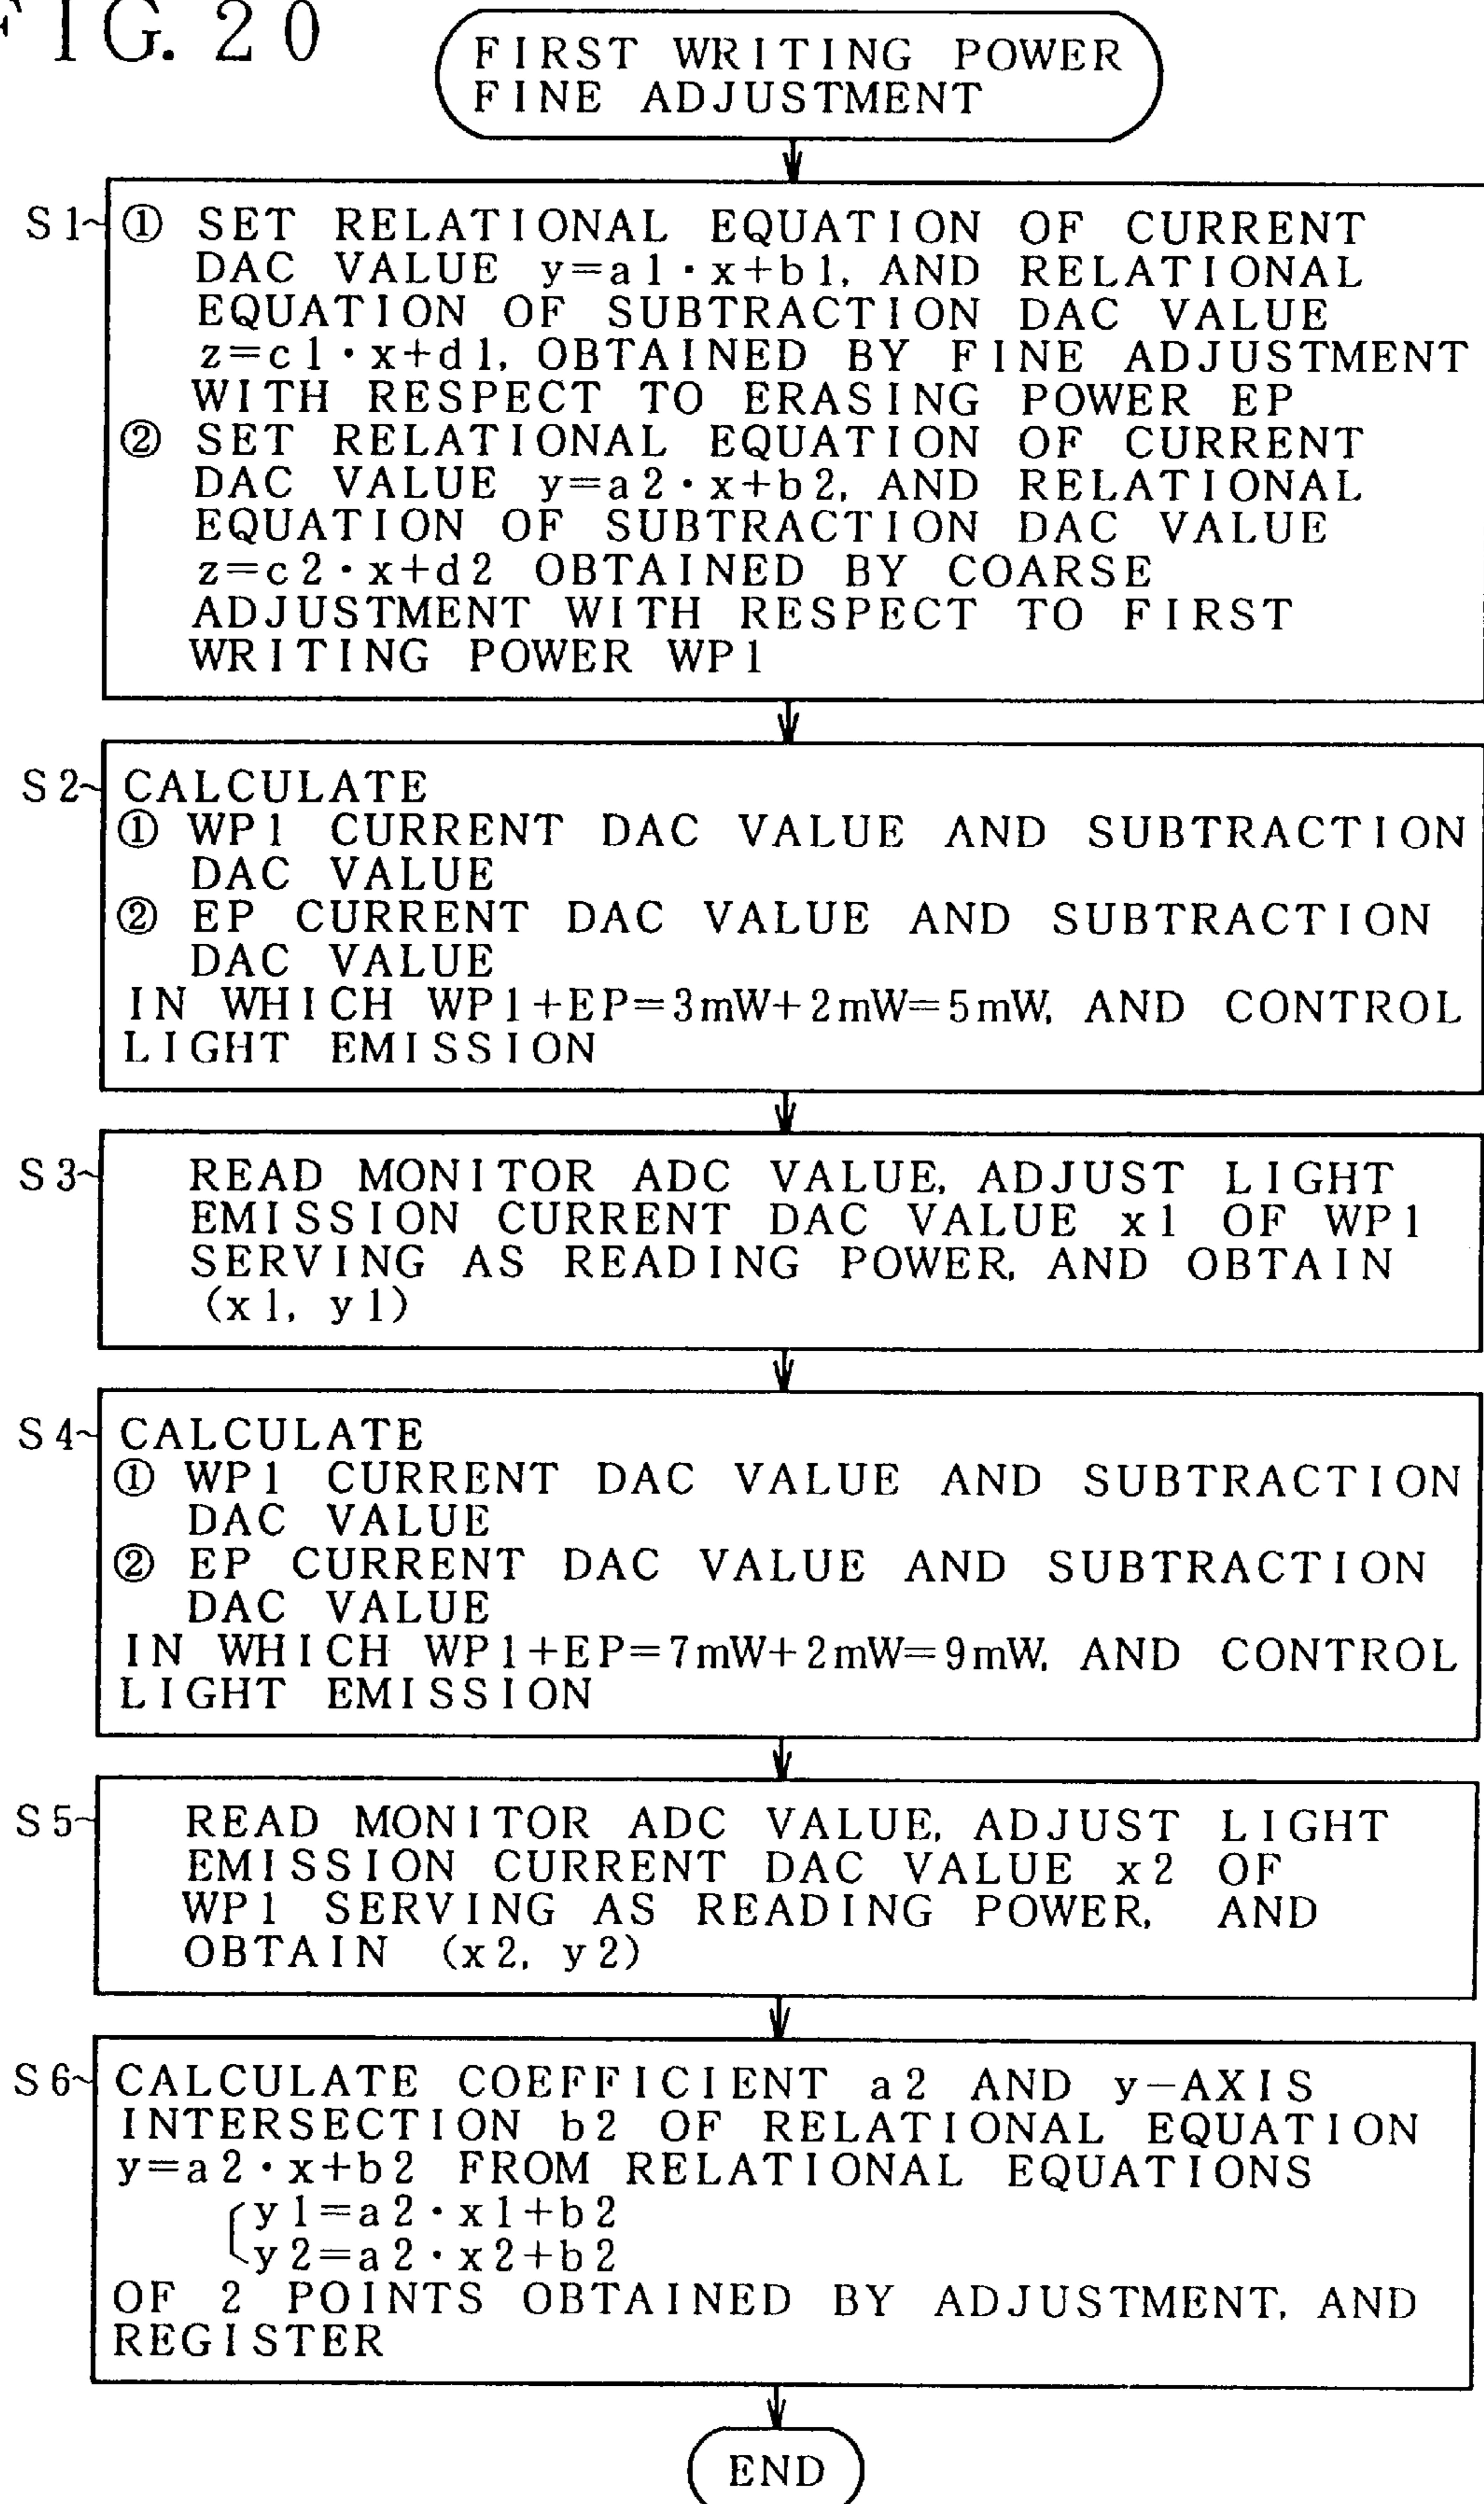 FIG. 20
FIRST WRITING POWER
FINE ADJUSTMENT
S1
① SET RELATIONAL EQUATION OF CURRENT
DAC VALUE y=a1·x+b1, AND RELATIONAL
EQUATION OF SUBTRACTION DAC VALUE
z=c1·x+d1, OBTAINED BY FINE ADJUSTMENT
WITH RESPECT TO ERASING POWER EP
② SET RELATIONAL EQUATION OF CURRENT
DAC VALUE y=a2·x+b2, AND RELATIONAL
EQUATION OF SUBTRACTION DAC VALUE
z=c2·x+d2 OBTAINED BY COARSE
ADJUSTMENT WITH RESPECT TO FIRST
WRITING POWER WP1
S2
CALCULATE
① WP1 CURRENT DAC VALUE AND SUBTRACTION
DAC VALUE
② EP CURRENT DAC VALUE AND SUBTRACTION
DAC VALUE
IN WHICH WP1+EP=3mW+2mW=5mW, AND CONTROL
LIGHT EMISSION
S3
READ MONITOR ADC VALUE, ADJUST LIGHT
EMISSION CURRENT DAC VALUE x1 OF WP1
SERVING AS READING POWER, AND OBTAIN
(x1, y1)
S4
CALCULATE
① WP1 CURRENT DAC VALUE AND SUBTRACTION
DAC VALUE
② EP CURRENT DAC VALUE AND SUBTRACTION
DAC VALUE
IN WHICH WP1+EP=7mW+2mW=9mW, AND CONTROL
LIGHT EMISSION
S5
READ MONITOR ADC VALUE, ADJUST LIGHT
EMISSION CURRENT DAC VALUE x2 OF
WP1 SERVING AS READING POWER, AND
OBTAIN (x2, y2)
S6
CALCULATE COEFFICIENT a2 AND y-AXIS
INTERSECTION b2 OF RELATIONAL EQUATION
y=a2·x+b2 FROM RELATIONAL EQUATIONS
y1=a2·x1+b2
y2=a2·x2+b2
OF 2 POINTS OBTAINED BY ADJUSTMENT, AND
REGISTER
END